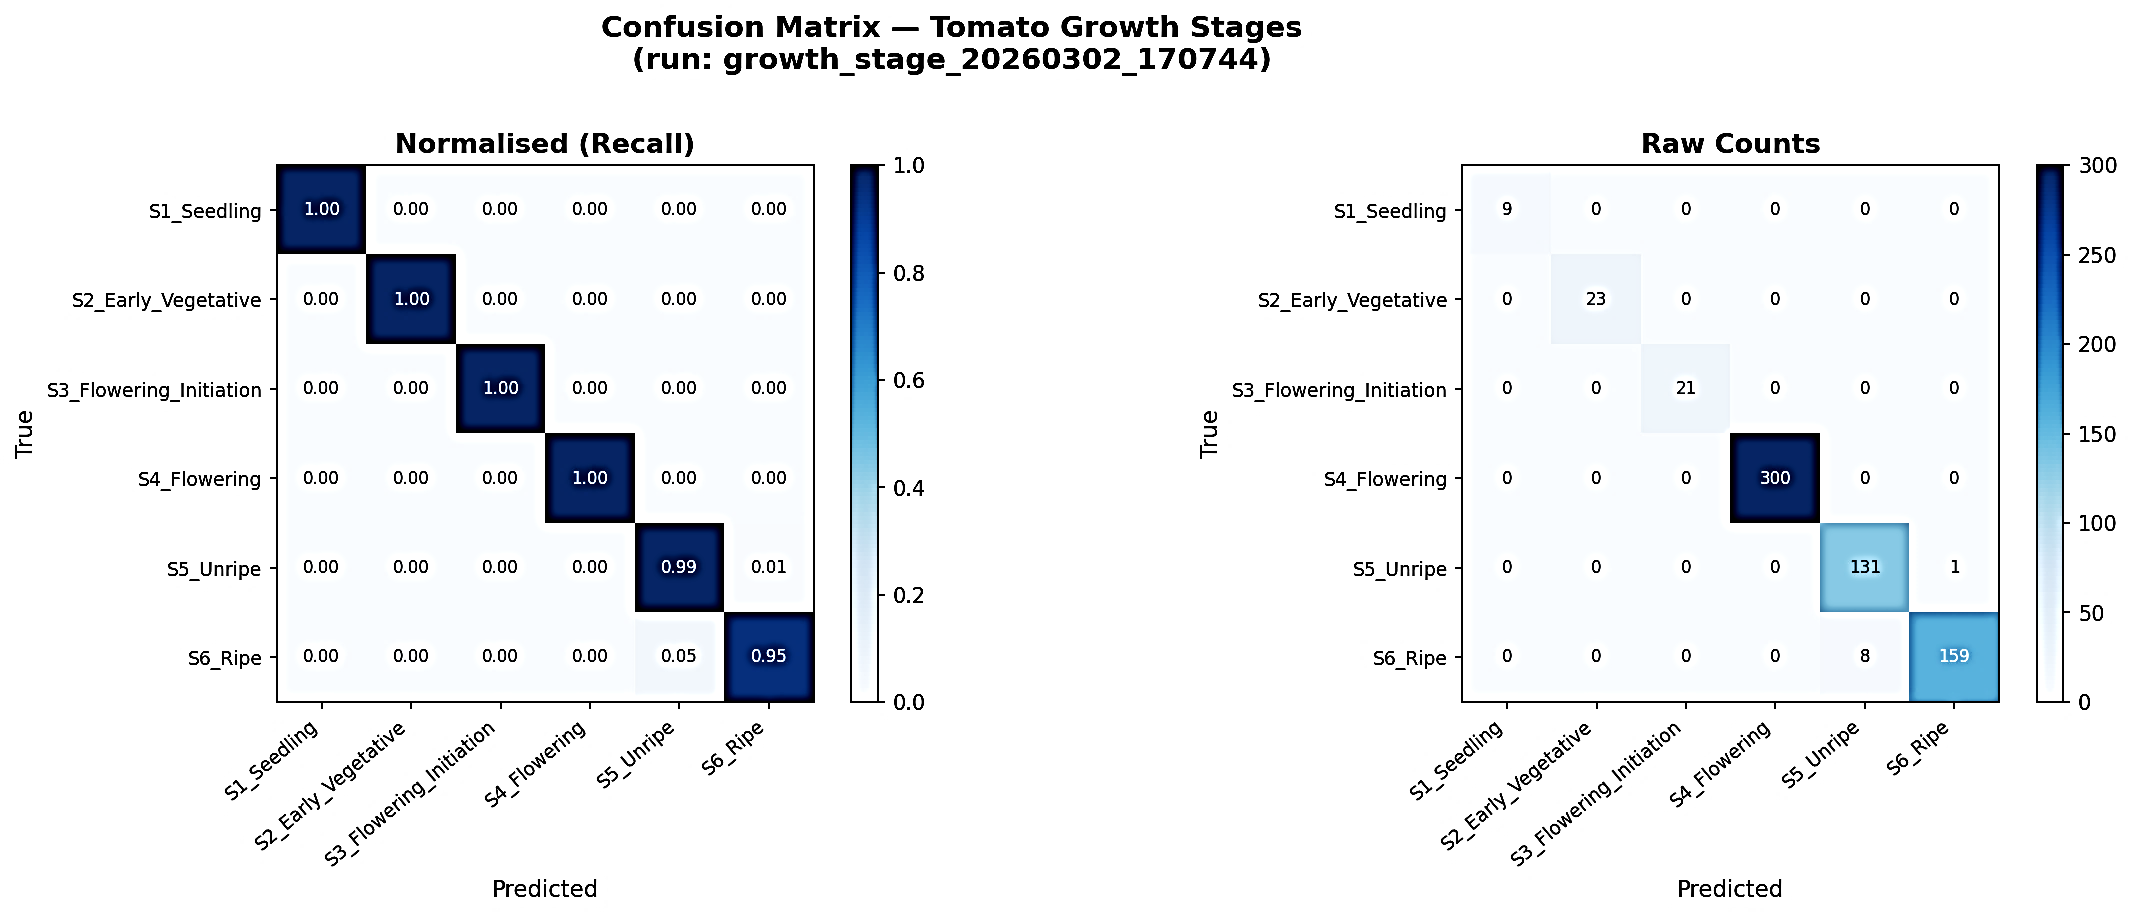 Confusion Matrix — Tomato Growth Stages
(run: growth_stage_20260302_170744)
Normalised (Recall)
True
S1_Seedling 1.00 0.00 0.00 0.00 0.00 0.00
S2_Early_Vegetative 0.00 1.00 0.00 0.00 0.00 0.00
S3_Flowering_Initiation 0.00 0.00 1.00 0.00 0.00 0.00
S4_Flowering 0.00 0.00 0.00 1.00 0.00 0.00
S5_Unripe 0.00 0.00 0.00 0.00 0.99 0.01
S6_Ripe 0.00 0.00 0.00 0.00 0.05 0.95
S1_Seedling
S2_Early_Vegetative
S3_Flowering_Initiation
S4_Flowering
S5_Unripe
S6_Ripe
Predicted
1.0
0.8
0.6
0.4
0.2
0.0
Raw Counts
True
S1_Seedling 9 0 0 0 0 0
S2_Early_Vegetative 0 23 0 0 0 0
S3_Flowering_Initiation 0 0 21 0 0 0
S4_Flowering 0 0 0 300 0 0
S5_Unripe 0 0 0 0 131 1
S6_Ripe 0 0 0 0 8 159
S1_Seedling
S2_Early_Vegetative
S3_Flowering_Initiation
S4_Flowering
S5_Unripe
S6_Ripe
Predicted
300
250
200
150
100
50
0